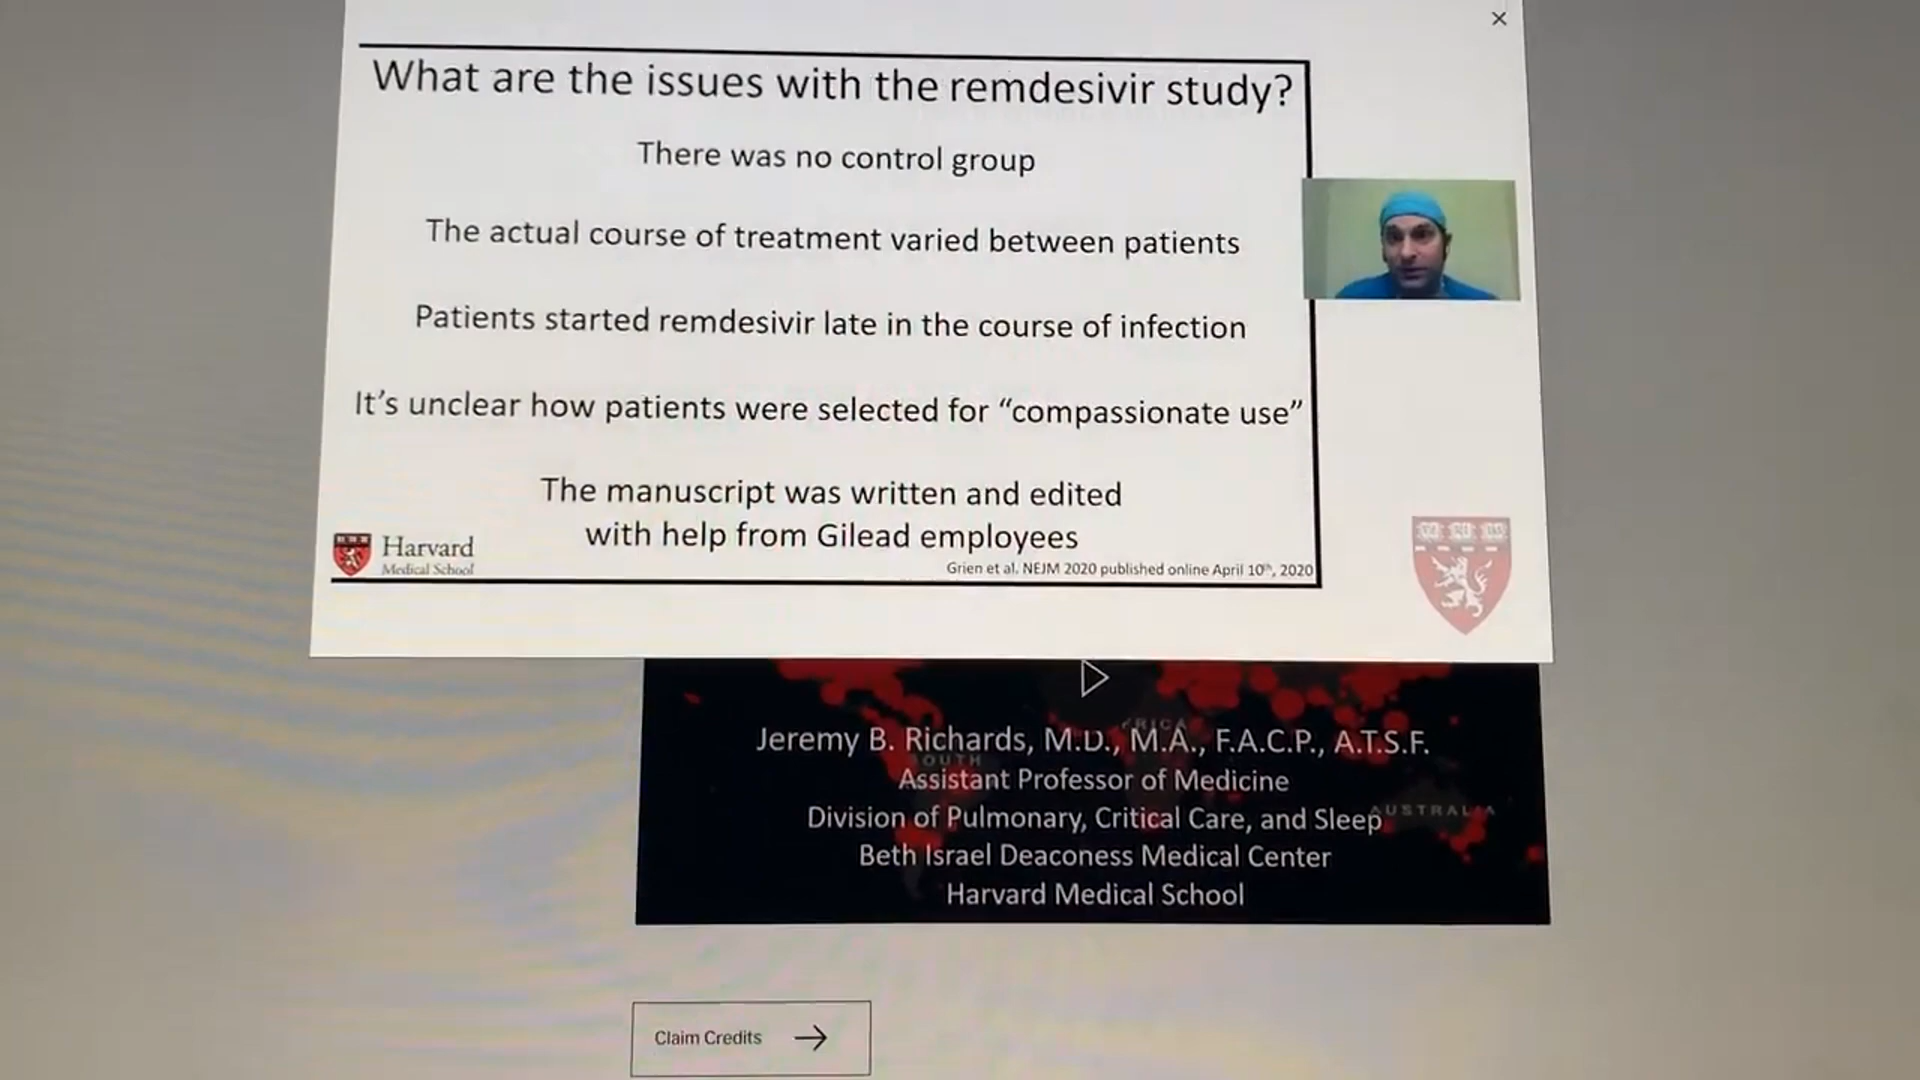 What are the issues with the remdesivir study?
There was no control group
The actual course of treatment varied between patients
Patients started remdesivir late in the course of infection
It's unclear how patients were selected for “compassionate use”
The manuscript was written and edited
with help from Gilead employees
Harvard
Medical School
Grien et al. NEJM 2020 published online April 10th, 2020
Jeremy B. Richards, M.D., M.A., F.A.C.P., A.T.S.F.
Assistant Professor of Medicine
Division of Pulmonary, Critical Care, and Sleep
AUSTRALIA
Beth Israel Deaconess Medical Center
Harvard Medical School
Claim Credits